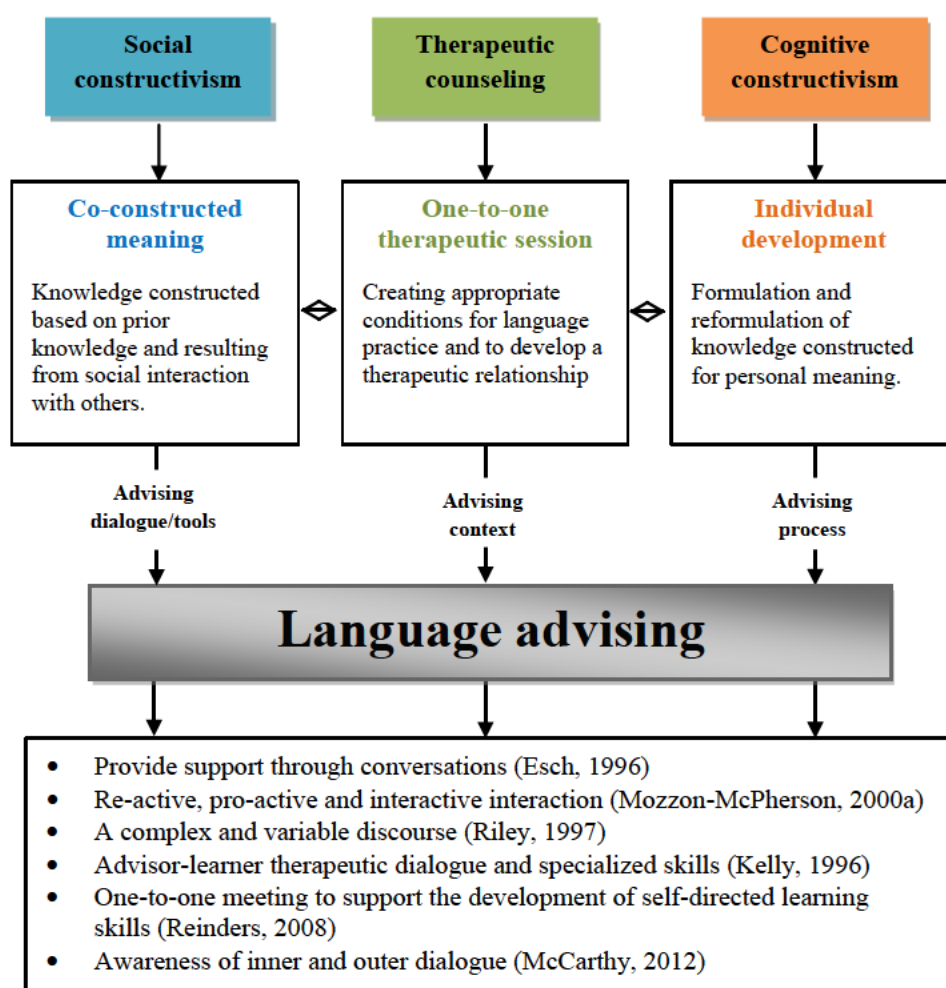 Social
constructivism
Therapeutic
counseling
Cognitive
constructivism
Co-constructed
meaning
Knowledge constructed
based on prior
knowledge and resulting
from social interaction
with others.
One-to-one
therapeutic session
Creating appropriate
conditions for language
practice and to develop a
therapeutic relationship
Individual
development
Formulation and
reformulation of
knowledge constructed
for personal meaning.
Advising
dialogue/tools
Advising
context
Advising
process
Language advising
• Provide support through conversations (Esch, 1996)
• Re-active, pro-active and interactive interaction (Mozzon-McPherson, 2000a)
• A complex and variable discourse (Riley, 1997)
• Advisor-learner therapeutic dialogue and specialized skills (Kelly, 1996)
• One-to-one meeting to support the development of self-directed learning
skills (Reinders, 2008)
• Awareness of inner and outer dialogue (McCarthy, 2012)